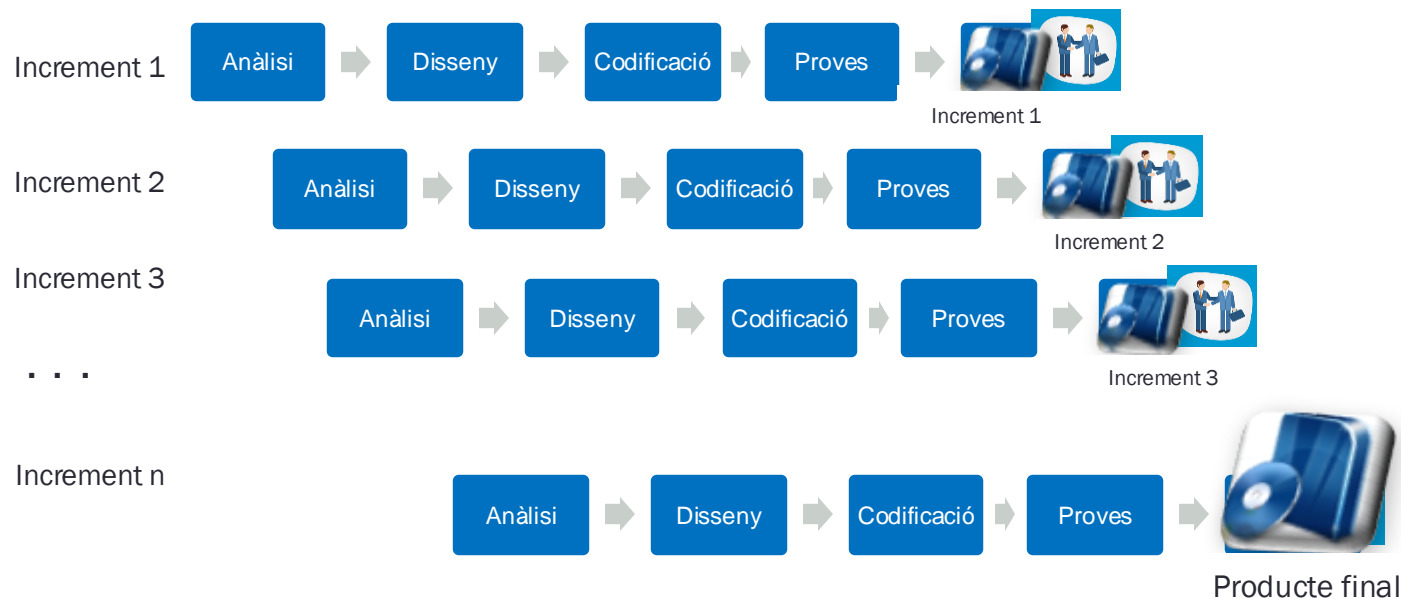 Increment 1
Anàlisi
Disseny
Codificació
Proves
Increment 1
Increment 2
Anàlisi
Disseny
Codificació
Proves
Increment 2
Increment 3
Anàlisi
Disseny
Codificació
Proves
Increment 3
. . .
Increment n
Anàlisi
Disseny
Codificació
Proves
Producte final